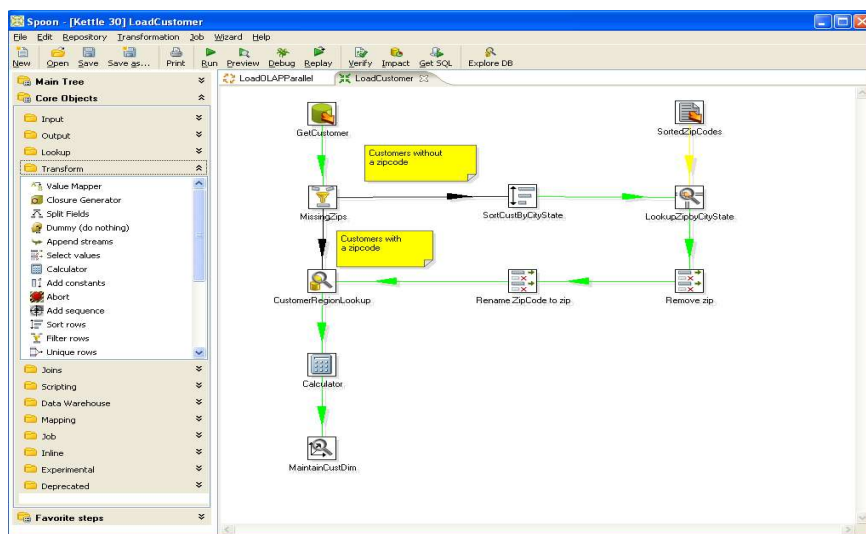 Spoon - [Kettle 30] LoadCustomer
File Edit Repository Transformation Job Wizard Help
New Open Save Save as... Print Run Preview Debug Replay Verify Impact Get SQL Explore DB
Main Tree
Core Objects
Input
Output
Lookup
Transform
Value Mapper
Closure Generator
Split Fields
Dummy (do nothing)
Append streams
Select values
Calculator
Add constants
Abort
Add sequence
Sort rows
Filter rows
Unique rows
Joins
Scripting
Data Warehouse
Mapping
Job
Inline
Experimental
Deprecated
Favorite steps
LoadOLAPParallel LoadCustomer
GetCustomer
SortedZipCodes
Customers without
a zipcode
MissingZips
SortCustByCityState
LookupZipbyCityState
Customers with
a zipcode
CustomerRegionLookup
Rename ZipCode to zip
Remove zip
Calculator
MaintainCustDim